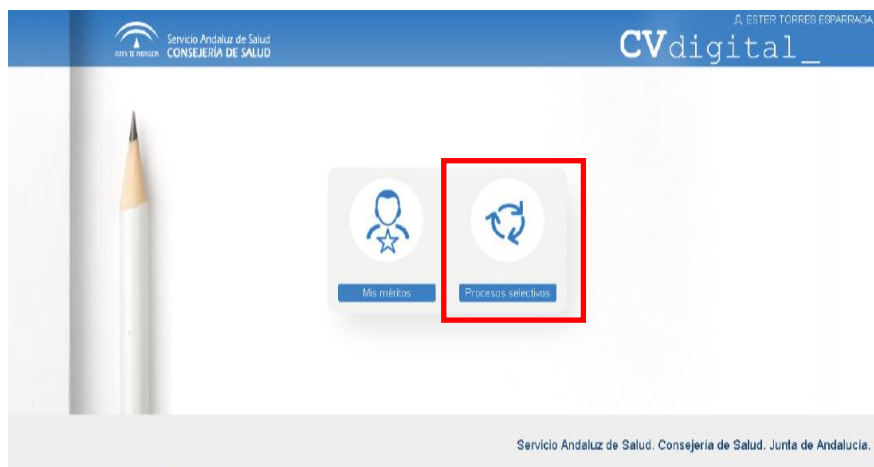 ESTER TORRES ESPARRAGA
Servicio Andaluz de Salud
JUNTA DE ANDALUCIA CONSEJERÍA DE SALUD
CVdigital_
Mis méritos
Procesos selectivos
Servicio Andaluz de Salud. Consejería de Salud. Junta de Andalucía.